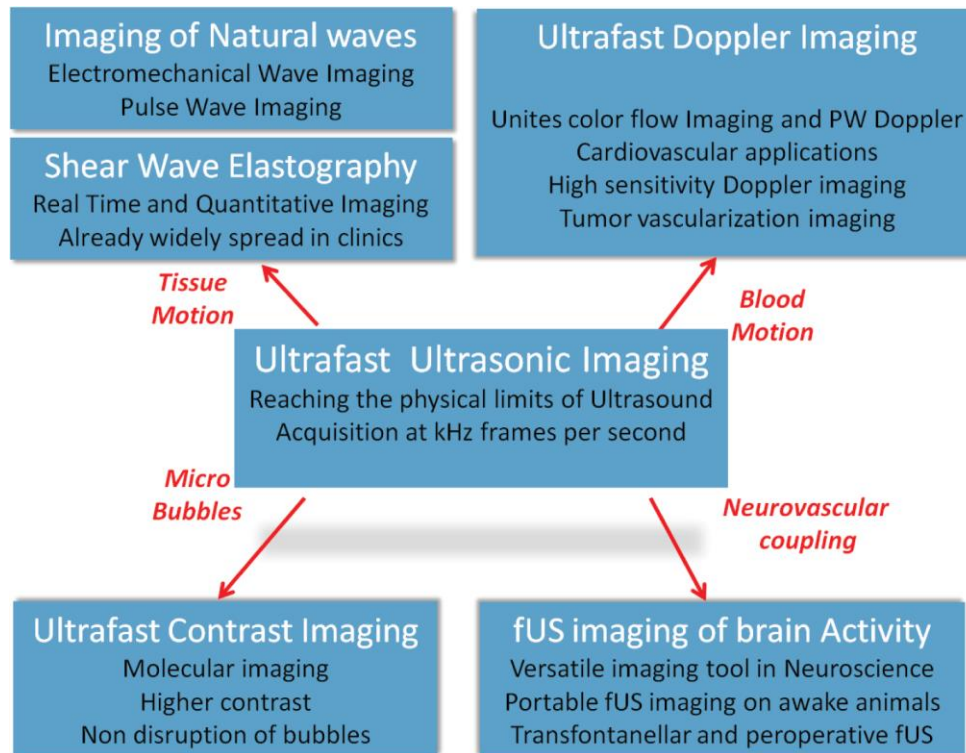 Imaging of Natural waves
Electromechanical Wave Imaging
Pulse Wave Imaging
Shear Wave Elastography
Real Time and Quantitative Imaging
Already widely spread in clinics
Ultrafast Doppler Imaging
Unites color flow Imaging and PW Doppler
Cardiovascular applications
High sensitivity Doppler imaging
Tumor vascularization imaging
Tissue
Motion
Blood
Motion
Ultrafast Ultrasonic Imaging
Reaching the physical limits of Ultrasound
Acquisition at kHz frames per second
Micro
Bubbles
Neurovascular
coupling
Ultrafast Contrast Imaging
Molecular imaging
Higher contrast
Non disruption of bubbles
fUS imaging of brain Activity
Versatile imaging tool in Neuroscience
Portable fUS imaging on awake animals
Transfontanellar and peroperative fUS